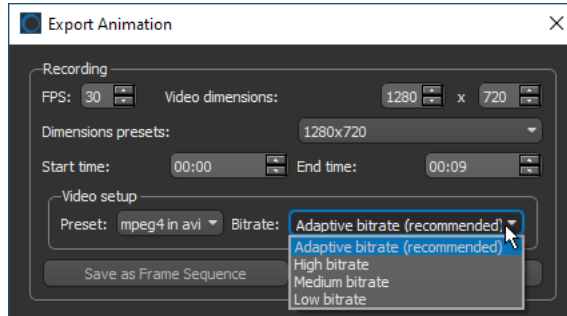 Export Animation
Recording
FPS: 30 Video dimensions: 1280 x 720
Dimensions presets: 1280x720
Start time: 00:00 End time: 00:09
Video setup
Preset: mpeg4 in avi Bitrate: Adaptive bitrate (recommended)
Adaptive bitrate (recommended)
High bitrate
Save as Frame Sequence
Medium bitrate
Low bitrate